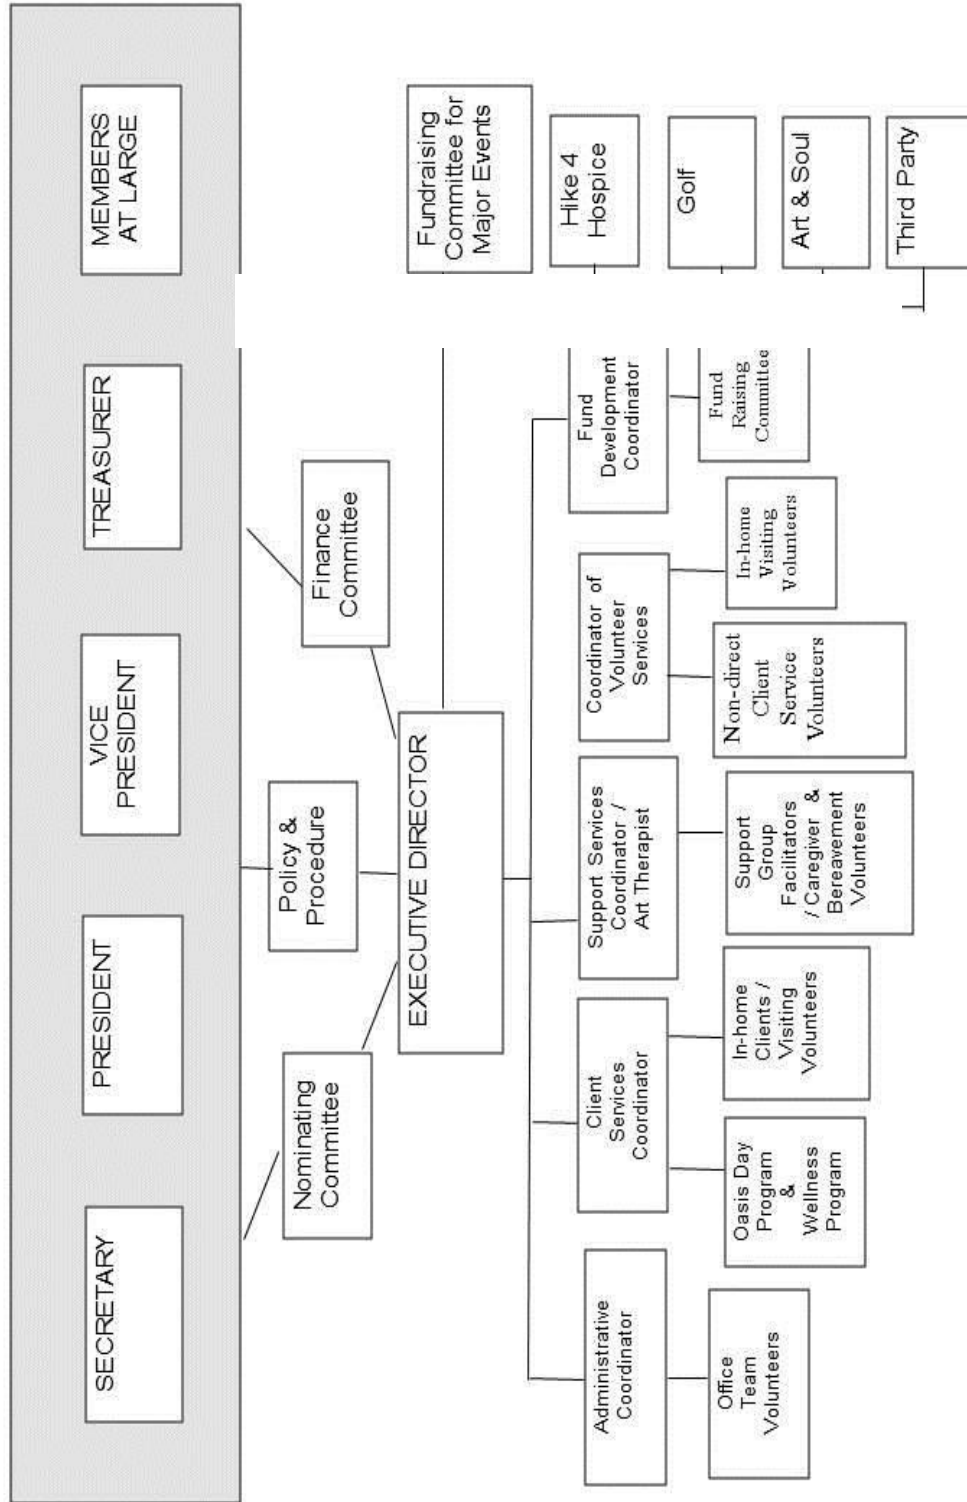 SECRETARY
PRESIDENT
VICE
PRESIDENT
TREASURER
MEMBERS
AT LARGE
Nominating
Committee
Policy &
Procedure
Finance
Committee
EXECUTIVE DIRECTOR
Fundraising
Committee for
Major Events
Hike 4
Hospice
Golf
Art & Soul
Third Party
Administrative
Coordinator
Client
Services
Coordinator
Support Services
Coordinator /
Art Therapist
Coordinator of
Volunteer
Services
Fund
Development
Coordinator
Office
Team
Volunteers
Oasis Day
Program
&
Wellness
Program
In-home
Clients /
Visiting
Volunteers
Support
Group
Facilitators
/ Caregiver &
Bereavement
Volunteers
Non-direct
Client
Service
Volunteers
In-home
Visiting
Volunteers
Fund
Raising
Committee